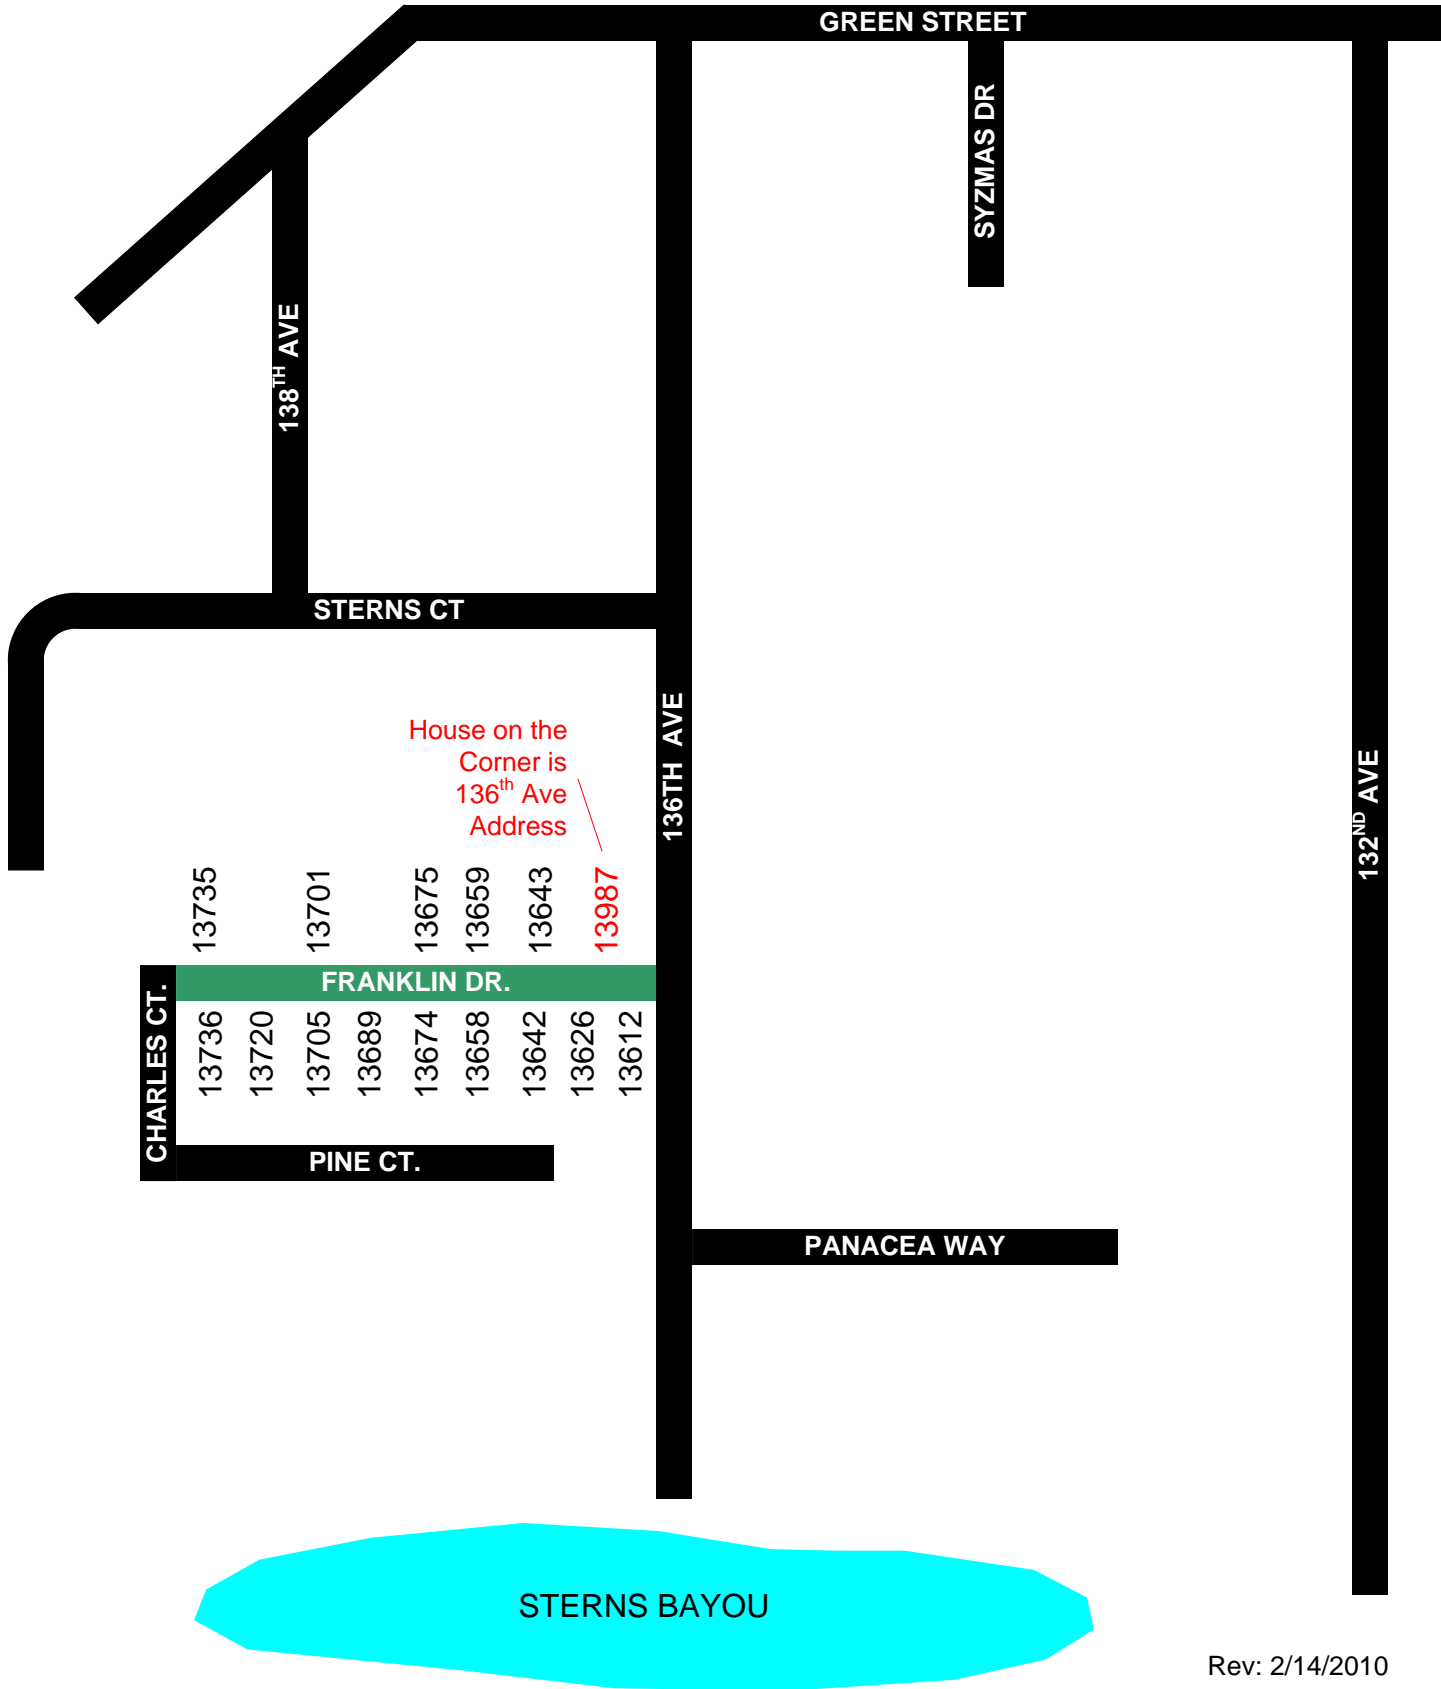 GREEN STREET
SYZMAS DR
138TH AVE
STERNS CT
136TH AVE
132ND AVE
House on the
Corner is
136th Ave
Address
13735 13701 13675 13659 13643 13987
FRANKLIN DR.
CHARLES CT.
13736 13720 13705 13689 13674 13658 13642 13626 13612
PINE CT.
PANACEA WAY
STERNS BAYOU
Rev: 2/14/2010